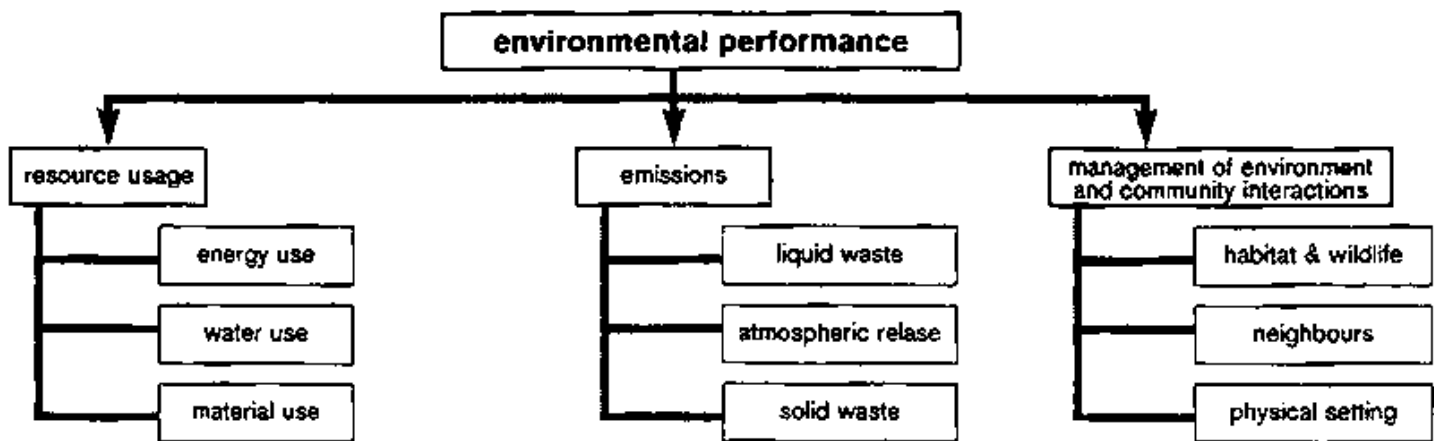 environmental performance
resource usage
energy use
water use
material use
emissions
liquid waste
atmospheric relase
solid waste
management of environment
and community interactions
habitat & wildlife
neighbours
physical setting